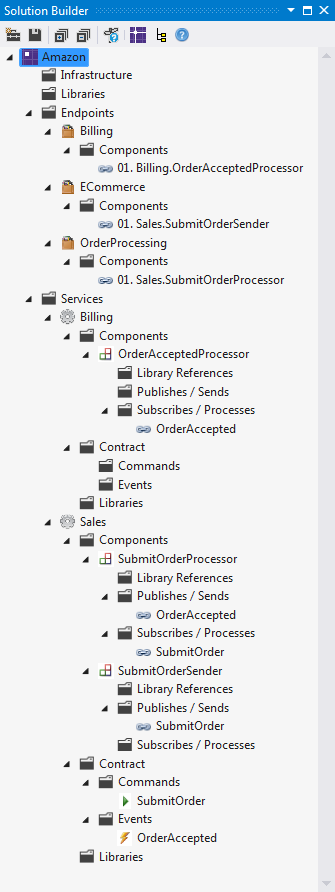 Solution Builder
Amazon
Infrastructure
Libraries
Endpoints
Billing
Components
01. Billing.OrderAcceptedProcessor
ECommerce
Components
01. Sales.SubmitOrderSender
OrderProcessing
Components
01. Sales.SubmitOrderProcessor
Services
Billing
Components
OrderAcceptedProcessor
Library References
Publishes / Sends
Subscribes / Processes
OrderAccepted
Contract
Commands
Events
Libraries
Sales
Components
SubmitOrderProcessor
Library References
Publishes / Sends
OrderAccepted
Subscribes / Processes
SubmitOrder
SubmitOrderSender
Library References
Publishes / Sends
SubmitOrder
Subscribes / Processes
Contract
Commands
SubmitOrder
Events
OrderAccepted
Libraries